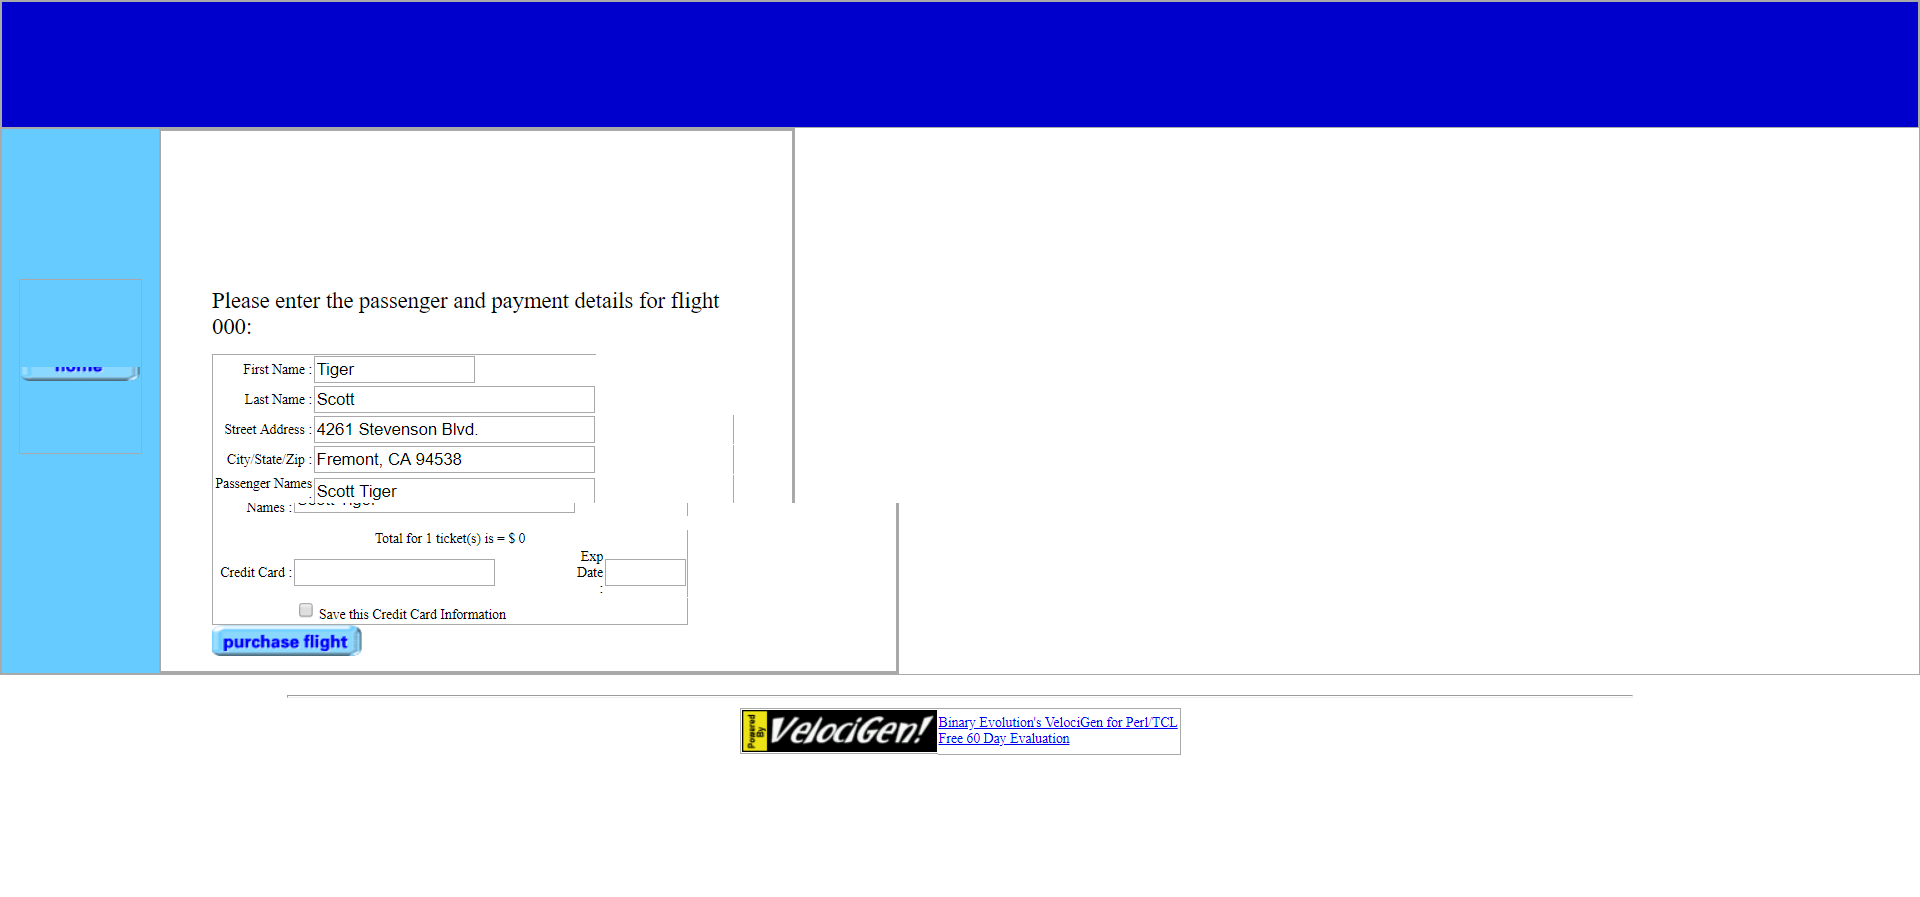 Please enter the passenger and payment details for flight
000:
First Name : Tiger
Last Name : Scott
Street Address : 4261 Stevenson Blvd.
City/State/Zip : Fremont, CA 94538
Passenger Names
: Scott Tiger
Names : Scott Tiger
Total for 1 ticket(s) is = $ 0
Credit Card :
Exp
Date
:
Save this Credit Card Information
purchase flight
home
Powered
By
VelociGen!
Binary Evolution's VelociGen for Perl/TCL
Free 60 Day Evaluation